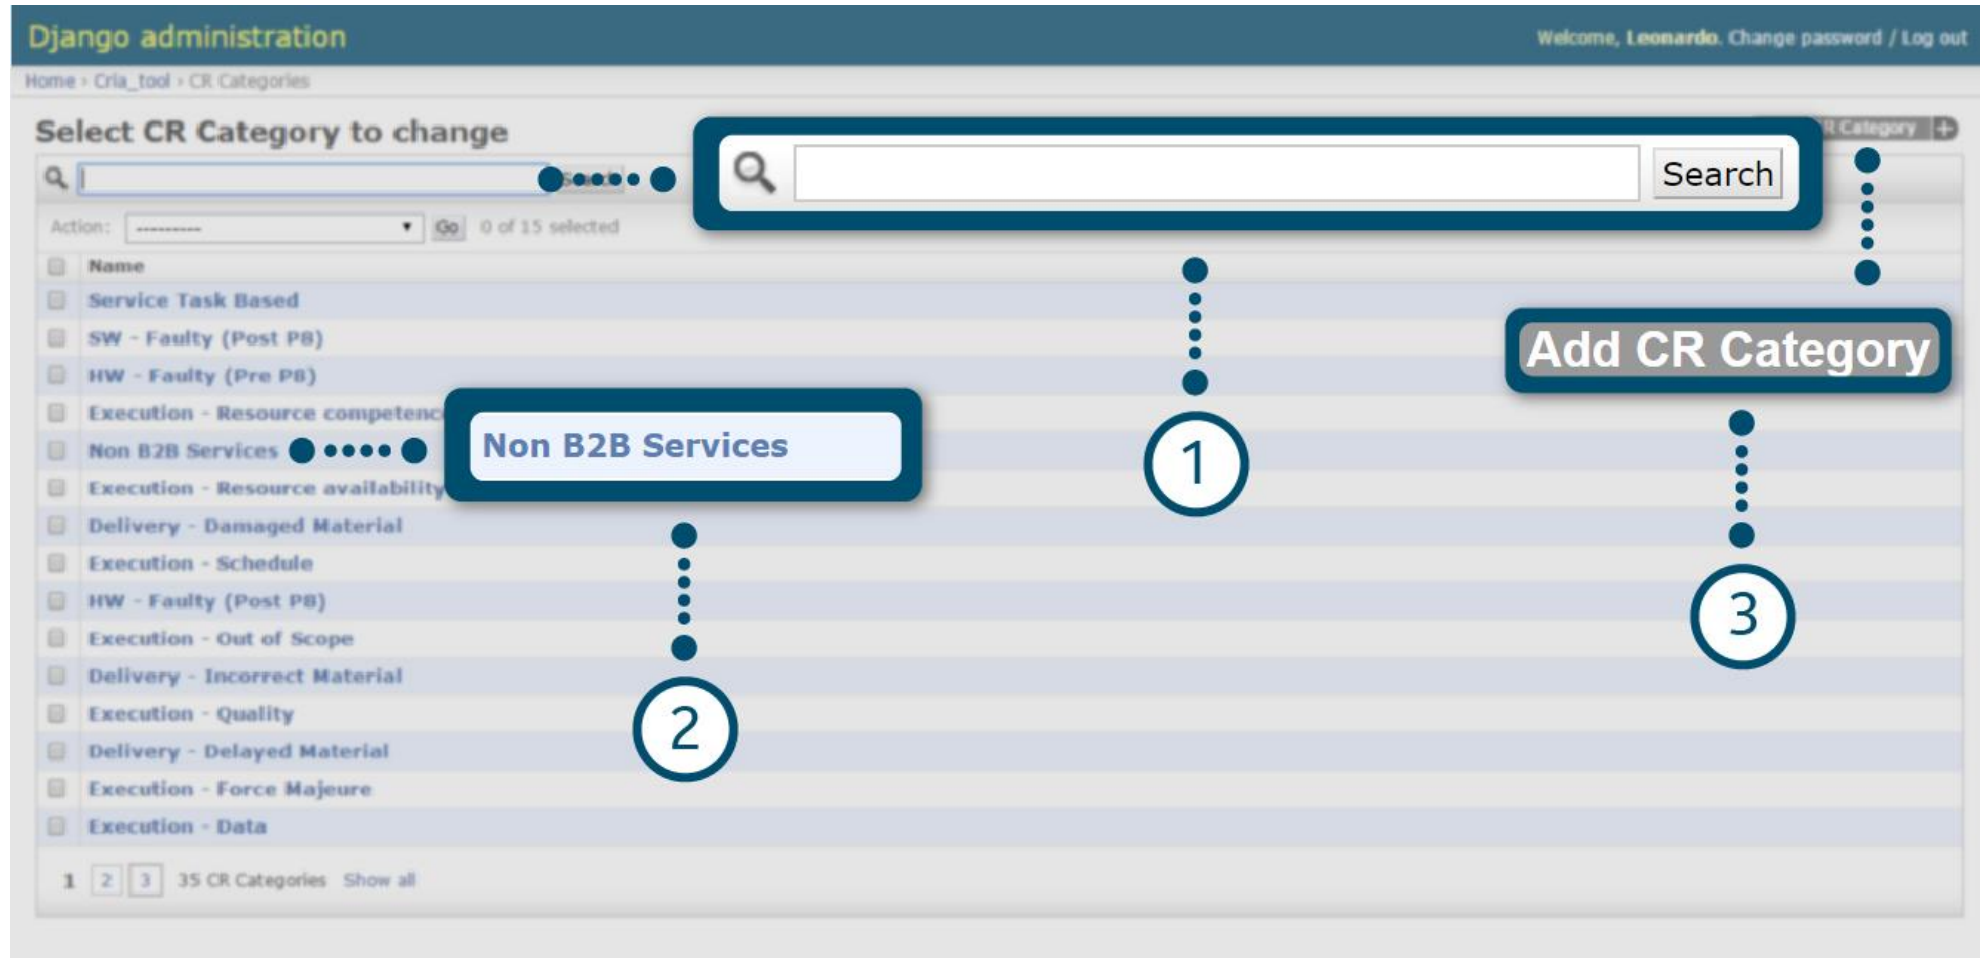 Django administration
Welcome, Leonardo. Change password / Log out
Home › Cria_tool › CR Categories
Select CR Category to change
R Category +
Search
Action: --------- Go 0 of 15 selected
Name
Service Task Based
SW - Faulty (Post P8)
HW - Faulty (Pre P8)
Add CR Category
Execution - Resource competenc
Non B2B Services
Non B2B Services
1
Execution - Resource availability
Delivery - Damaged Material
Execution - Schedule
HW - Faulty (Post P8)
3
Execution - Out of Scope
Delivery - Incorrect Material
Execution - Quality
2
Delivery - Delayed Material
Execution - Force Majeure
Execution - Data
1 2 3 35 CR Categories Show all